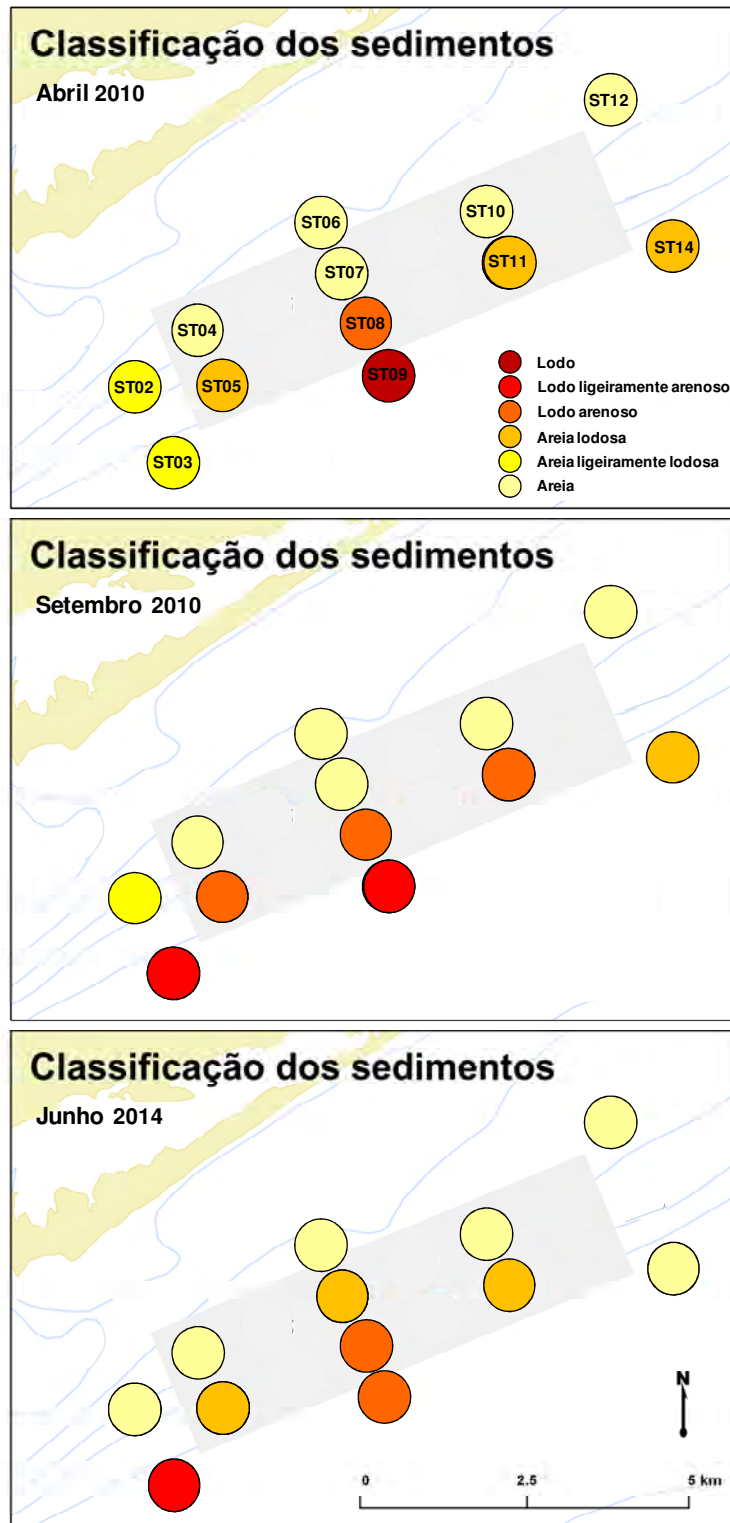 Classificação dos sedimentos
Abril 2010
ST12
ST10
ST06
ST14
ST11
ST07
ST08
ST04
ST09
ST02
ST05
ST03
Lodo
Lodo ligeiramente arenoso
Lodo arenoso
Areia lodosa
Areia ligeiramente lodosa
Areia
Classificação dos sedimentos
Setembro 2010
Classificação dos sedimentos
Junho 2014
N
0 2.5 5 km